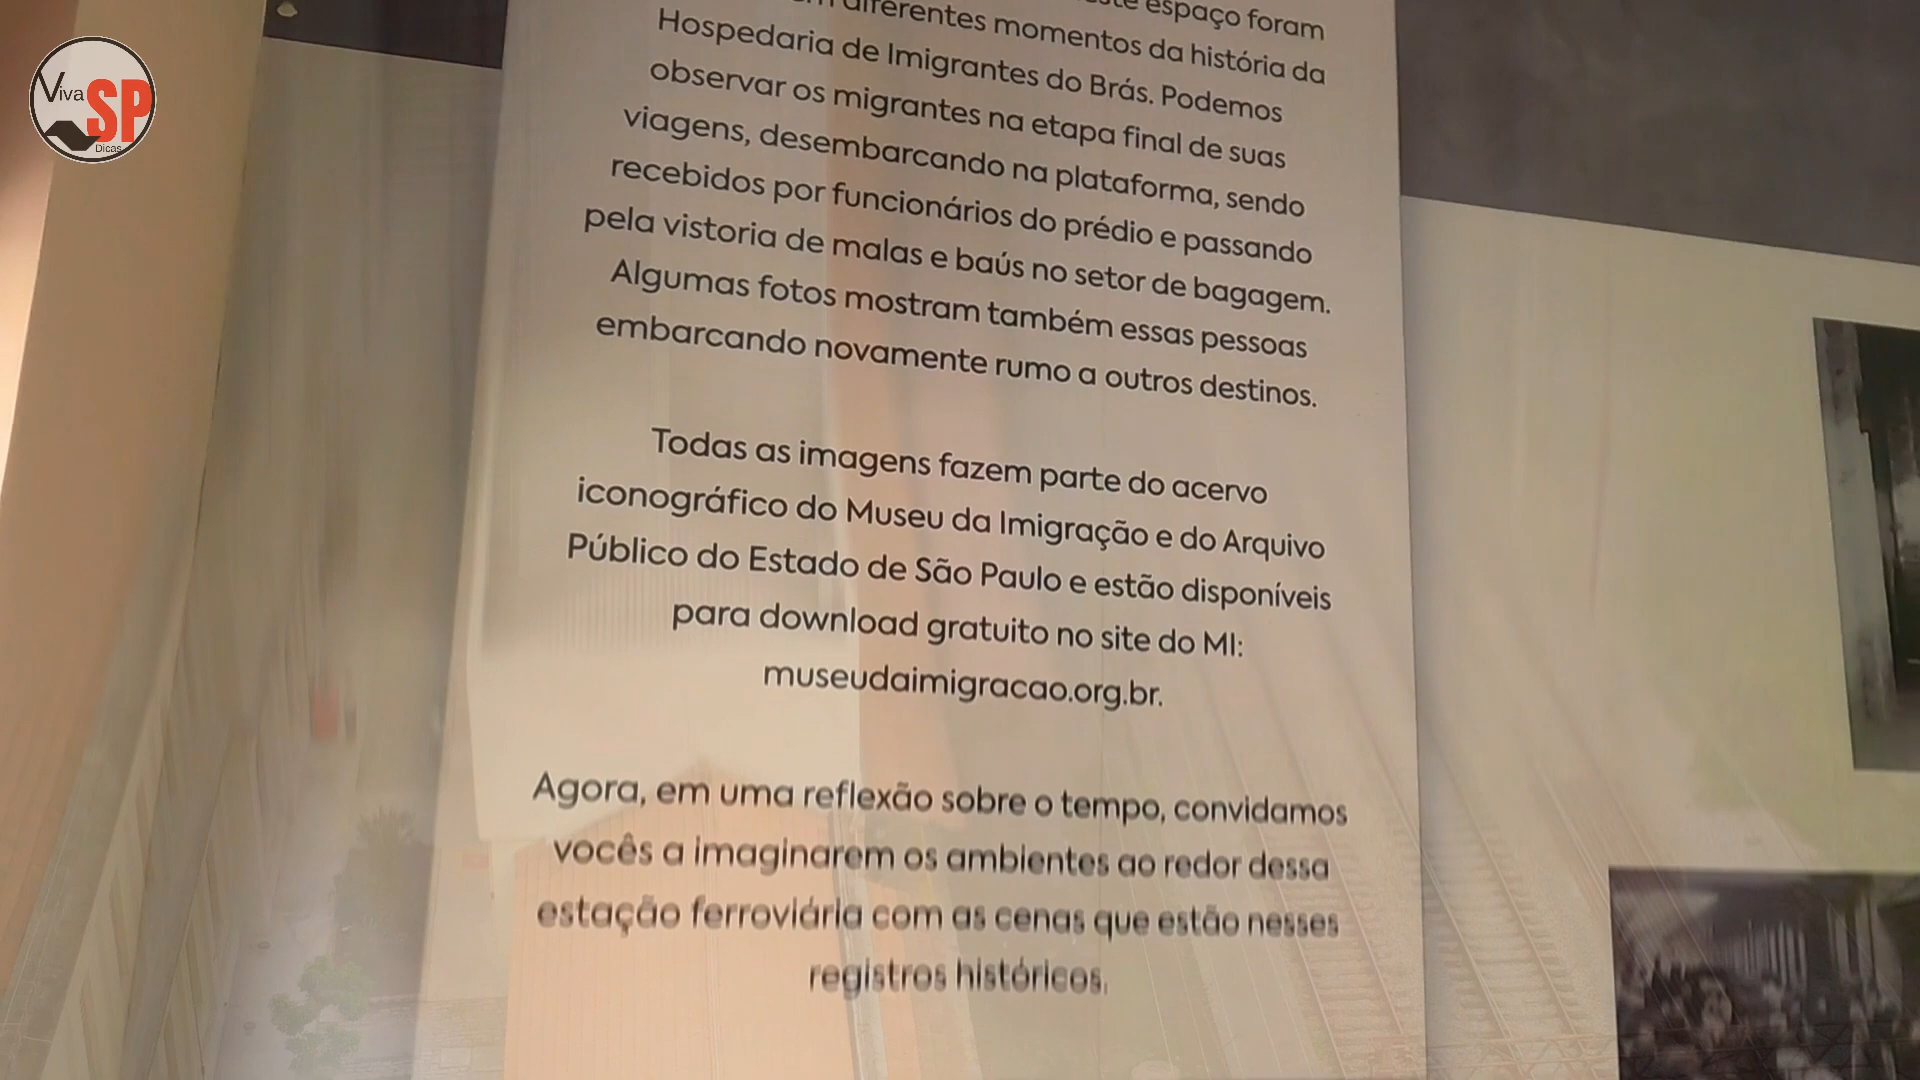 Viva
SP
Dicas
espaço foram
diferentes momentos da história da
Hospedaria de Imigrantes do Brás. Podemos
observar os migrantes na etapa final de suas
viagens, desembarcando na plataforma, sendo
recebidos por funcionários do prédio e passando
pela vistoria de malas e baús no setor de bagagem.
Algumas fotos mostram também essas pessoas
embarcando novamente rumo a outros destinos.
Todas as imagens fazem parte do acervo
iconográfico do Museu da Imigração e do Arquivo
Público do Estado de São Paulo e estão disponíveis
para download gratuito no site do MI:
museudaimigracao.org.br.
Agora, em uma reflexão sobre o tempo, convidamos
vocês a imaginarem os ambientes ao redor dessa
estação ferroviária com as cenas que estão nesses
registros históricos.